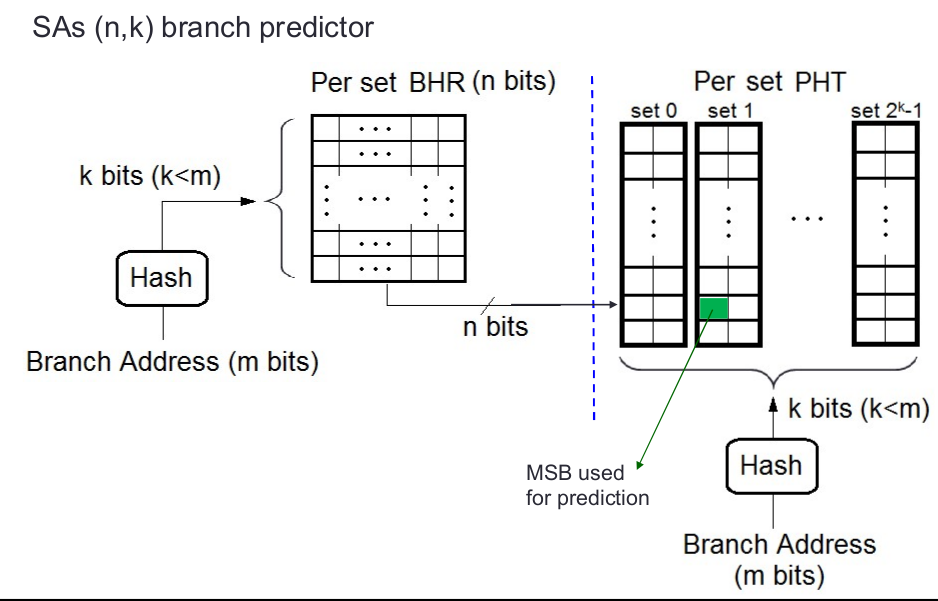 SAs (n,k) branch predictor
Per set BHR (n bits)
k bits (k<m)
Hash
Branch Address (m bits)
n bits
Per set PHT
set 0 set 1 set 2ᵏ-1
k bits (k<m)
Hash
Branch Address
(m bits)
MSB used
for prediction